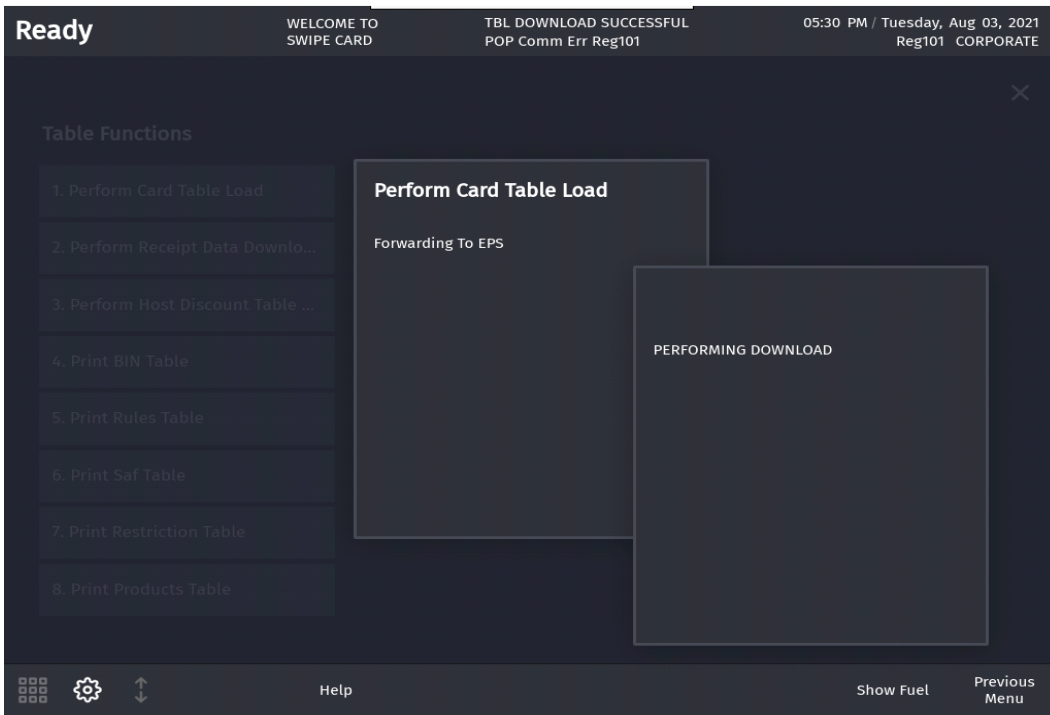 Ready
WELCOME TO
SWIPE CARD
TBL DOWNLOAD SUCCESSFUL
POP Comm Err Reg101
05:30 PM / Tuesday, Aug 03, 2021
Reg101 CORPORATE
Table Functions
1. Perform Card Table Load
2. Perform Receipt Data Downlo...
3. Perform Host Discount Table ...
4. Print BIN Table
5. Print Rules Table
6. Print Saf Table
7. Print Restriction Table
8. Print Products Table
Perform Card Table Load
Forwarding To EPS
PERFORMING DOWNLOAD
Help
Show Fuel
Previous
Menu